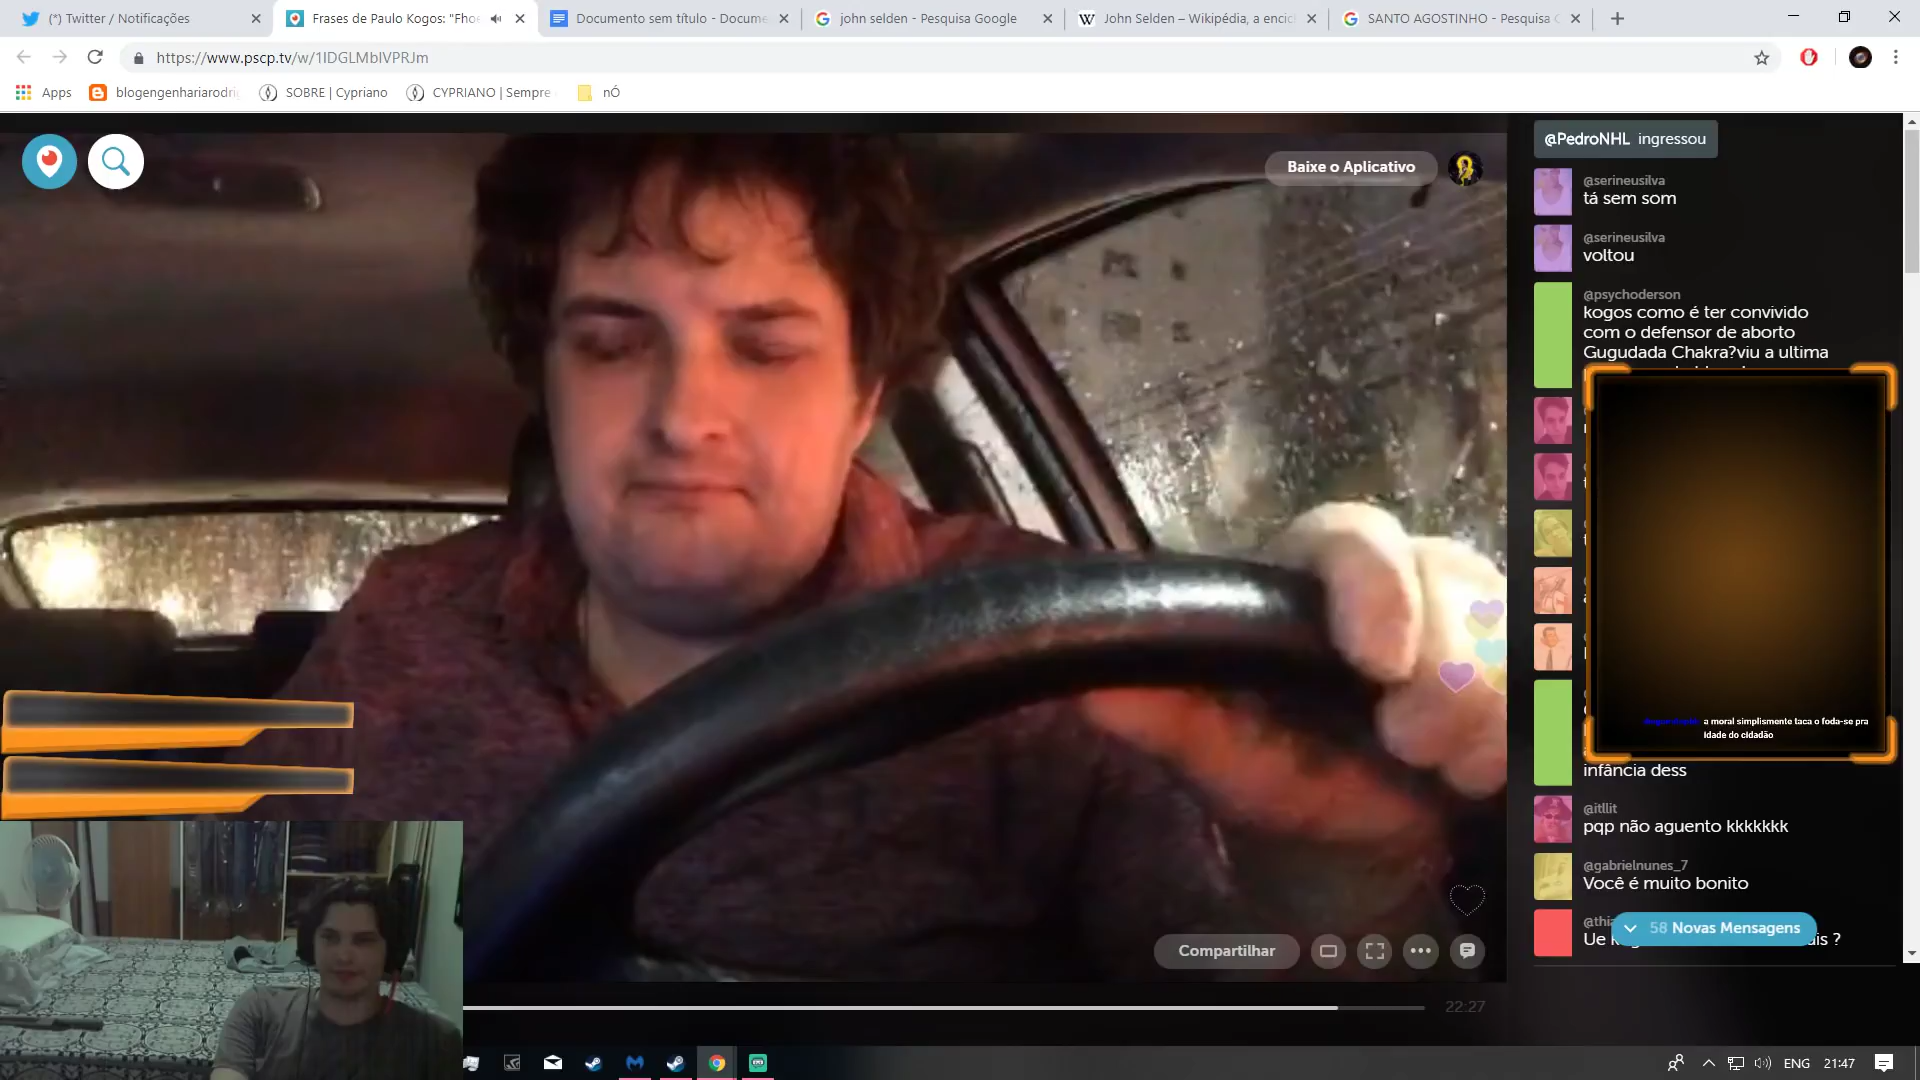 (*) Twitter / Notificações
Frases de Paulo Kogos: "Fhoe
Documento sem título - Docume
john selden - Pesquisa Google
John Selden – Wikipédia, a encic
SANTO AGOSTINHO - Pesquisa G
https://www.pscp.tv/w/1IDGLMbIVPRJm
Apps
blogengenhariarodri
SOBRE | Cypriano
CYPRIANO | Sempre
nÓ
Baixe o Aplicativo
@PedroNHL ingressou
@serineusilva
tá sem som
@serineusilva
voltou
@psychoderson
kogos como é ter convivido
com o defensor de aborto
Gugudada Chakra?viu a ultima
a moral simplismente taca o foda-se pra
idade do cidadão
infância dess
@itllit
pqp não aguento kkkkkkk
@gabrielnunes_7
Você é muito bonito
@thia
Ue
58 Novas Mensagens
ais ?
Compartilhar
22:27
ENG
21:47